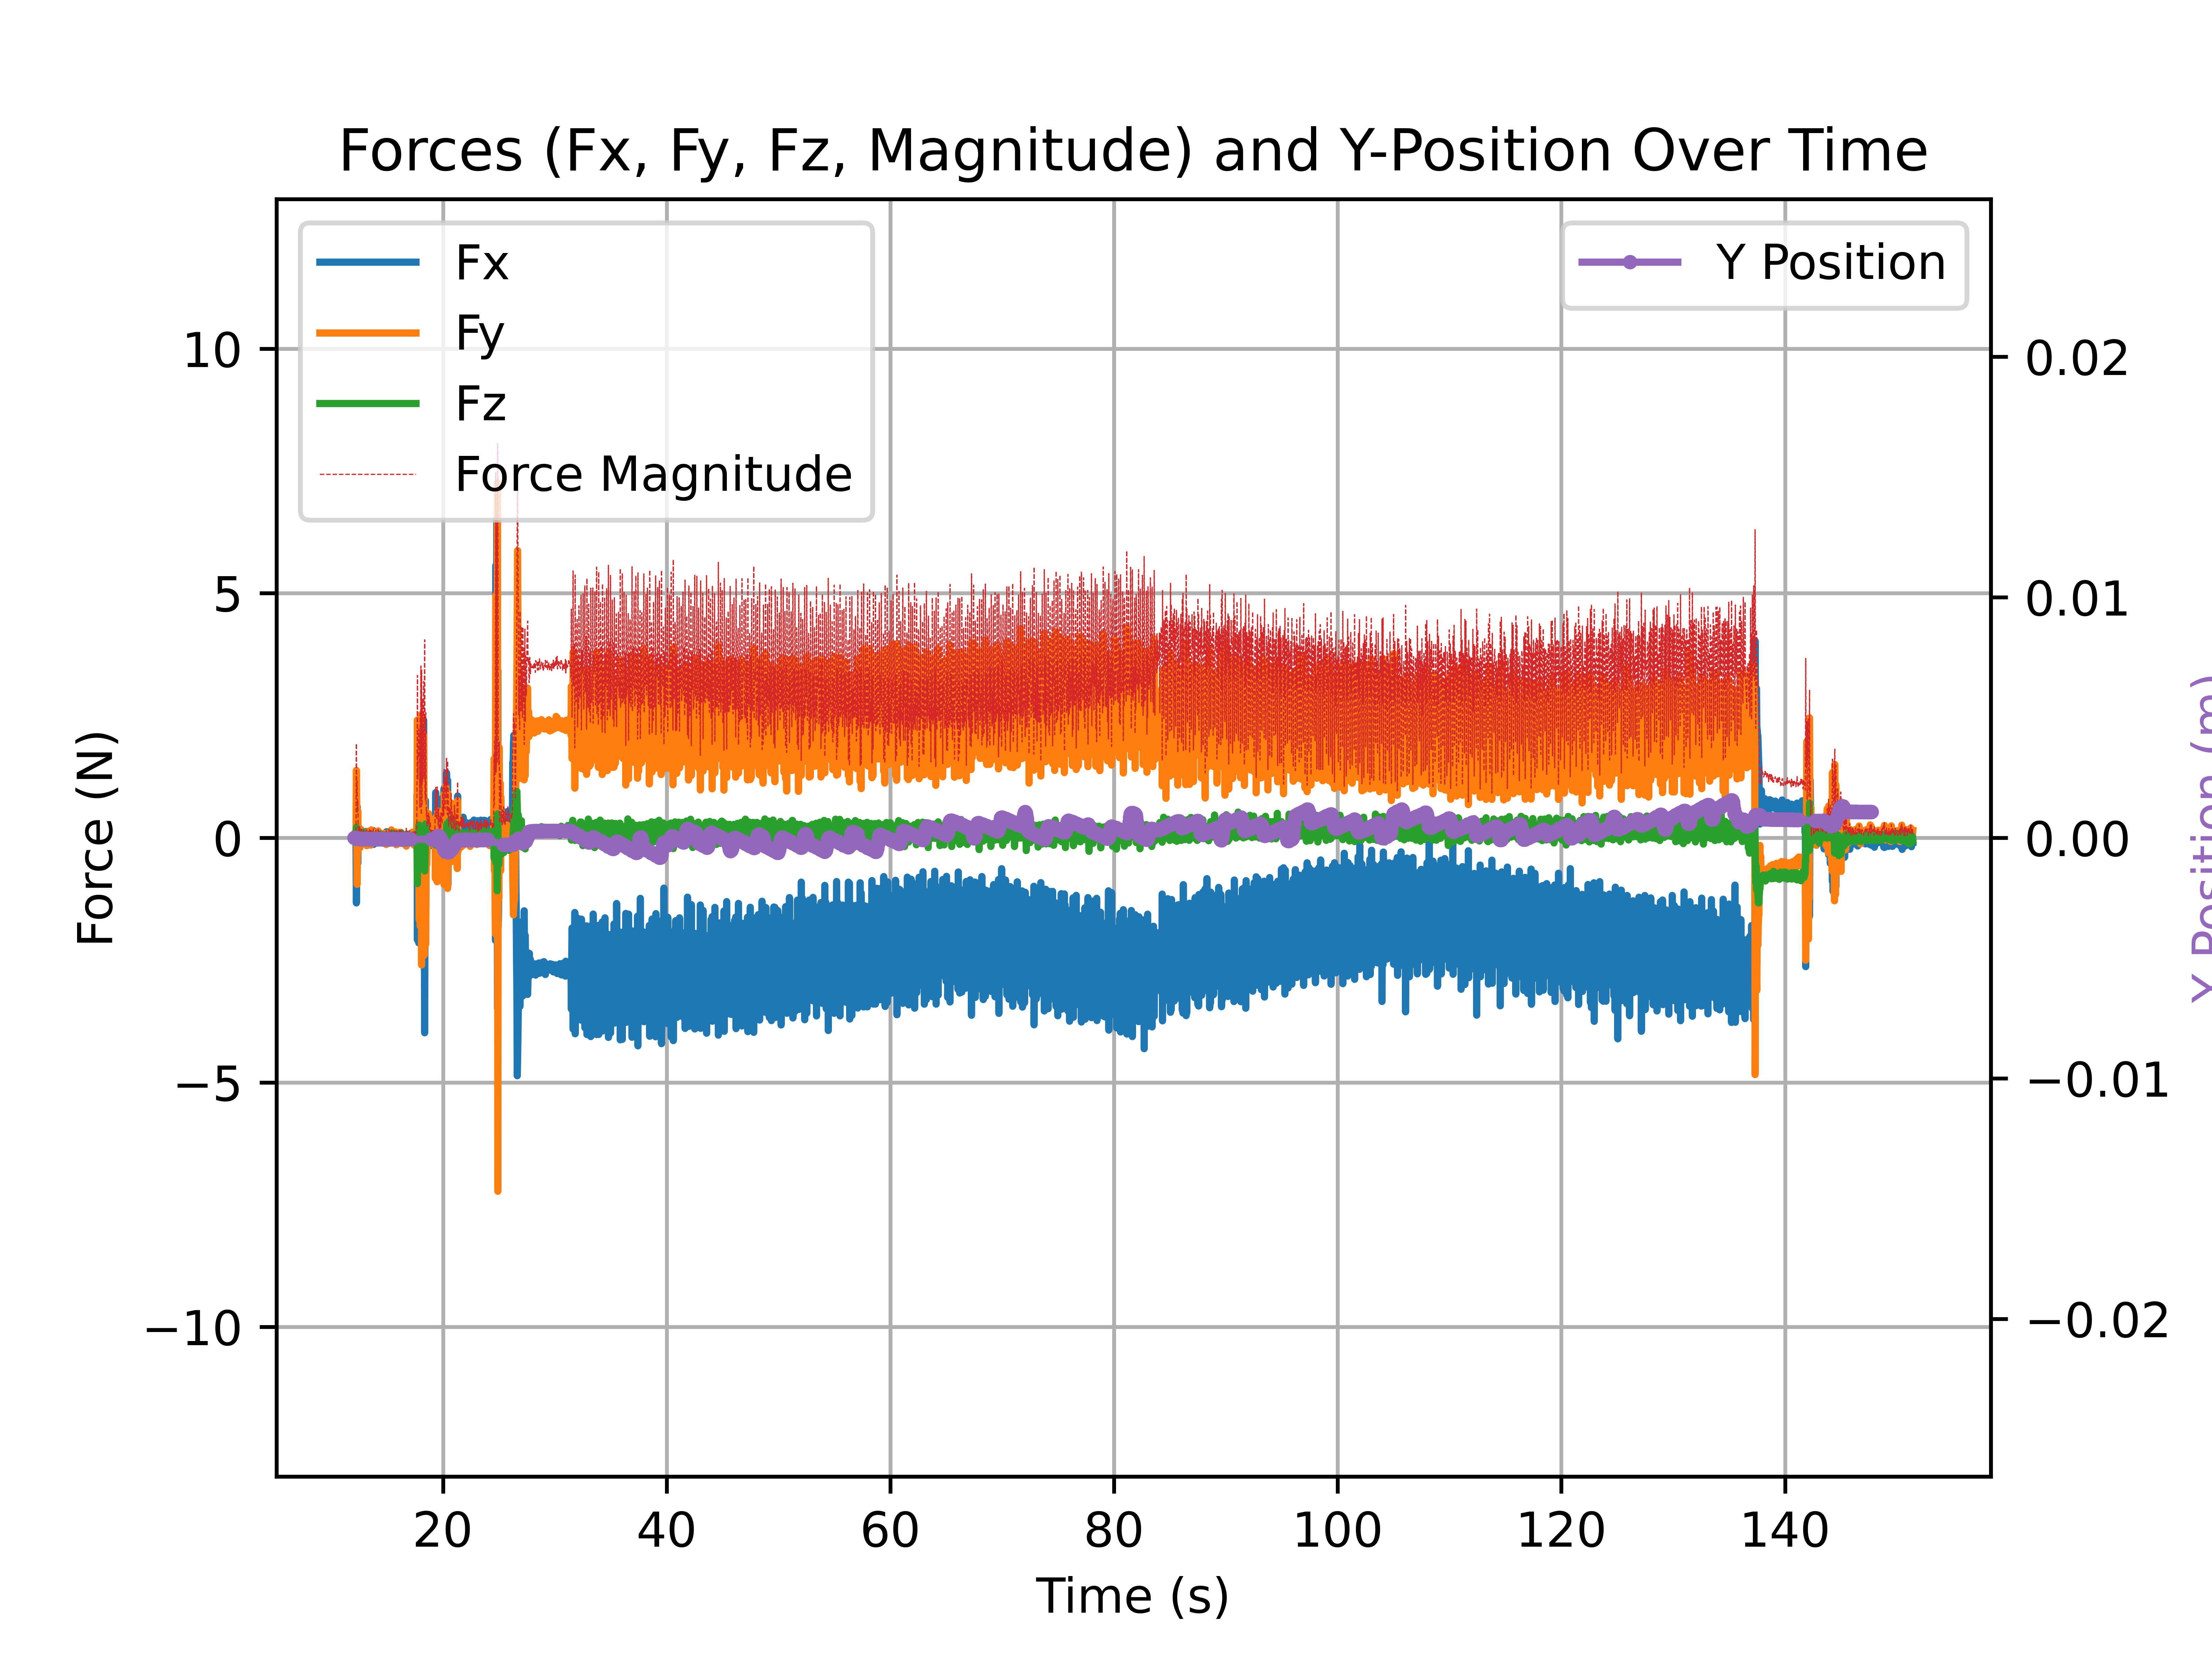 Forces (Fx, Fy, Fz, Magnitude) and Y-Position Over Time
Fx
Fy
Fz
Force Magnitude
Y Position
10
5
0
−5
−10
Force (N)
0.02
0.01
0.00
−0.01
−0.02
Y Position (m)
20
40
60
80
100
120
140
Time (s)